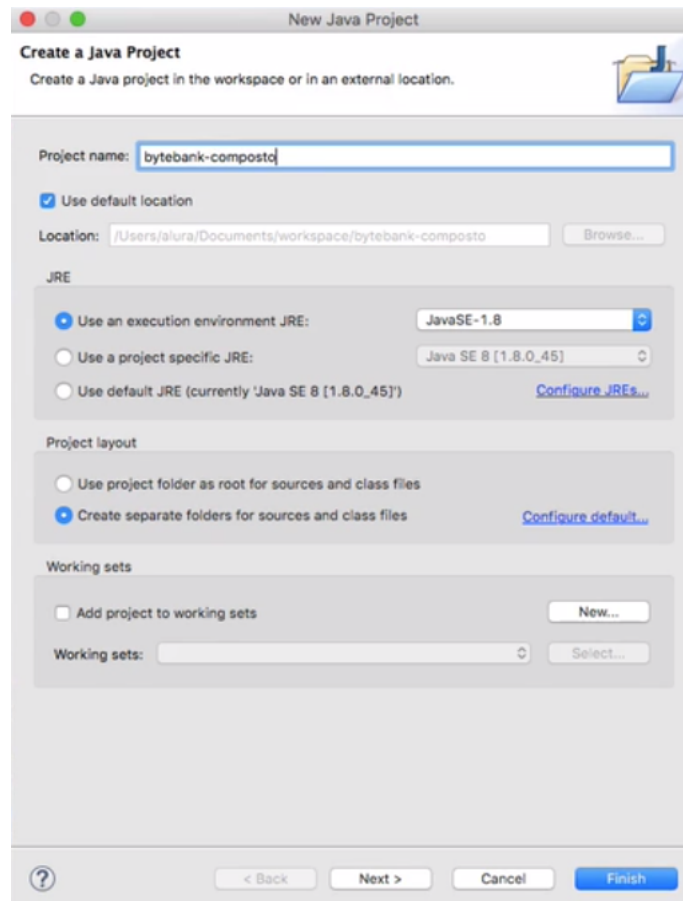 New Java Project
Create a Java Project
Create a Java project in the workspace or in an external location.
Project name: bytebank-composto
Use default location
Location: /Users/alura/Documents/workspace/bytebank-composto Browse...
JRE
Use an execution environment JRE: JavaSE-1.8
Use a project specific JRE: Java SE 8 [1.8.0_45]
Use default JRE (currently 'Java SE 8 [1.8.0_45]') Configure JREs...
Project layout
Use project folder as root for sources and class files
Create separate folders for sources and class files Configure default...
Working sets
Add project to working sets New...
Working sets: Select...
? < Back Next > Cancel Finish